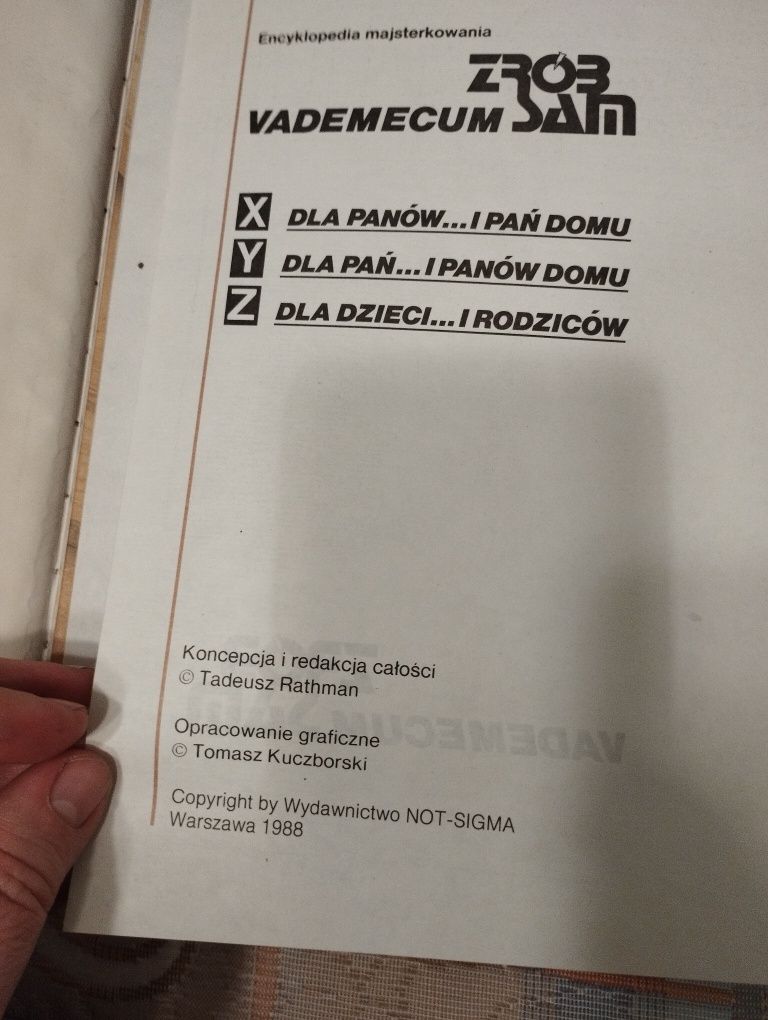 Encyklopedia majsterkowania
ZRÓB
VADEMECUM SAM
X DLA PANÓW...I PAŃ DOMU
Y DLA PAŃ...I PANÓW DOMU
Z DLA DZIECI...I RODZICÓW
Koncepcja i redakcja całości
© Tadeusz Rathman
Opracowanie graficzne
© Tomasz Kuczborski
Copyright by Wydawnictwo NOT-SIGMA
Warszawa 1988
VADEMECUM